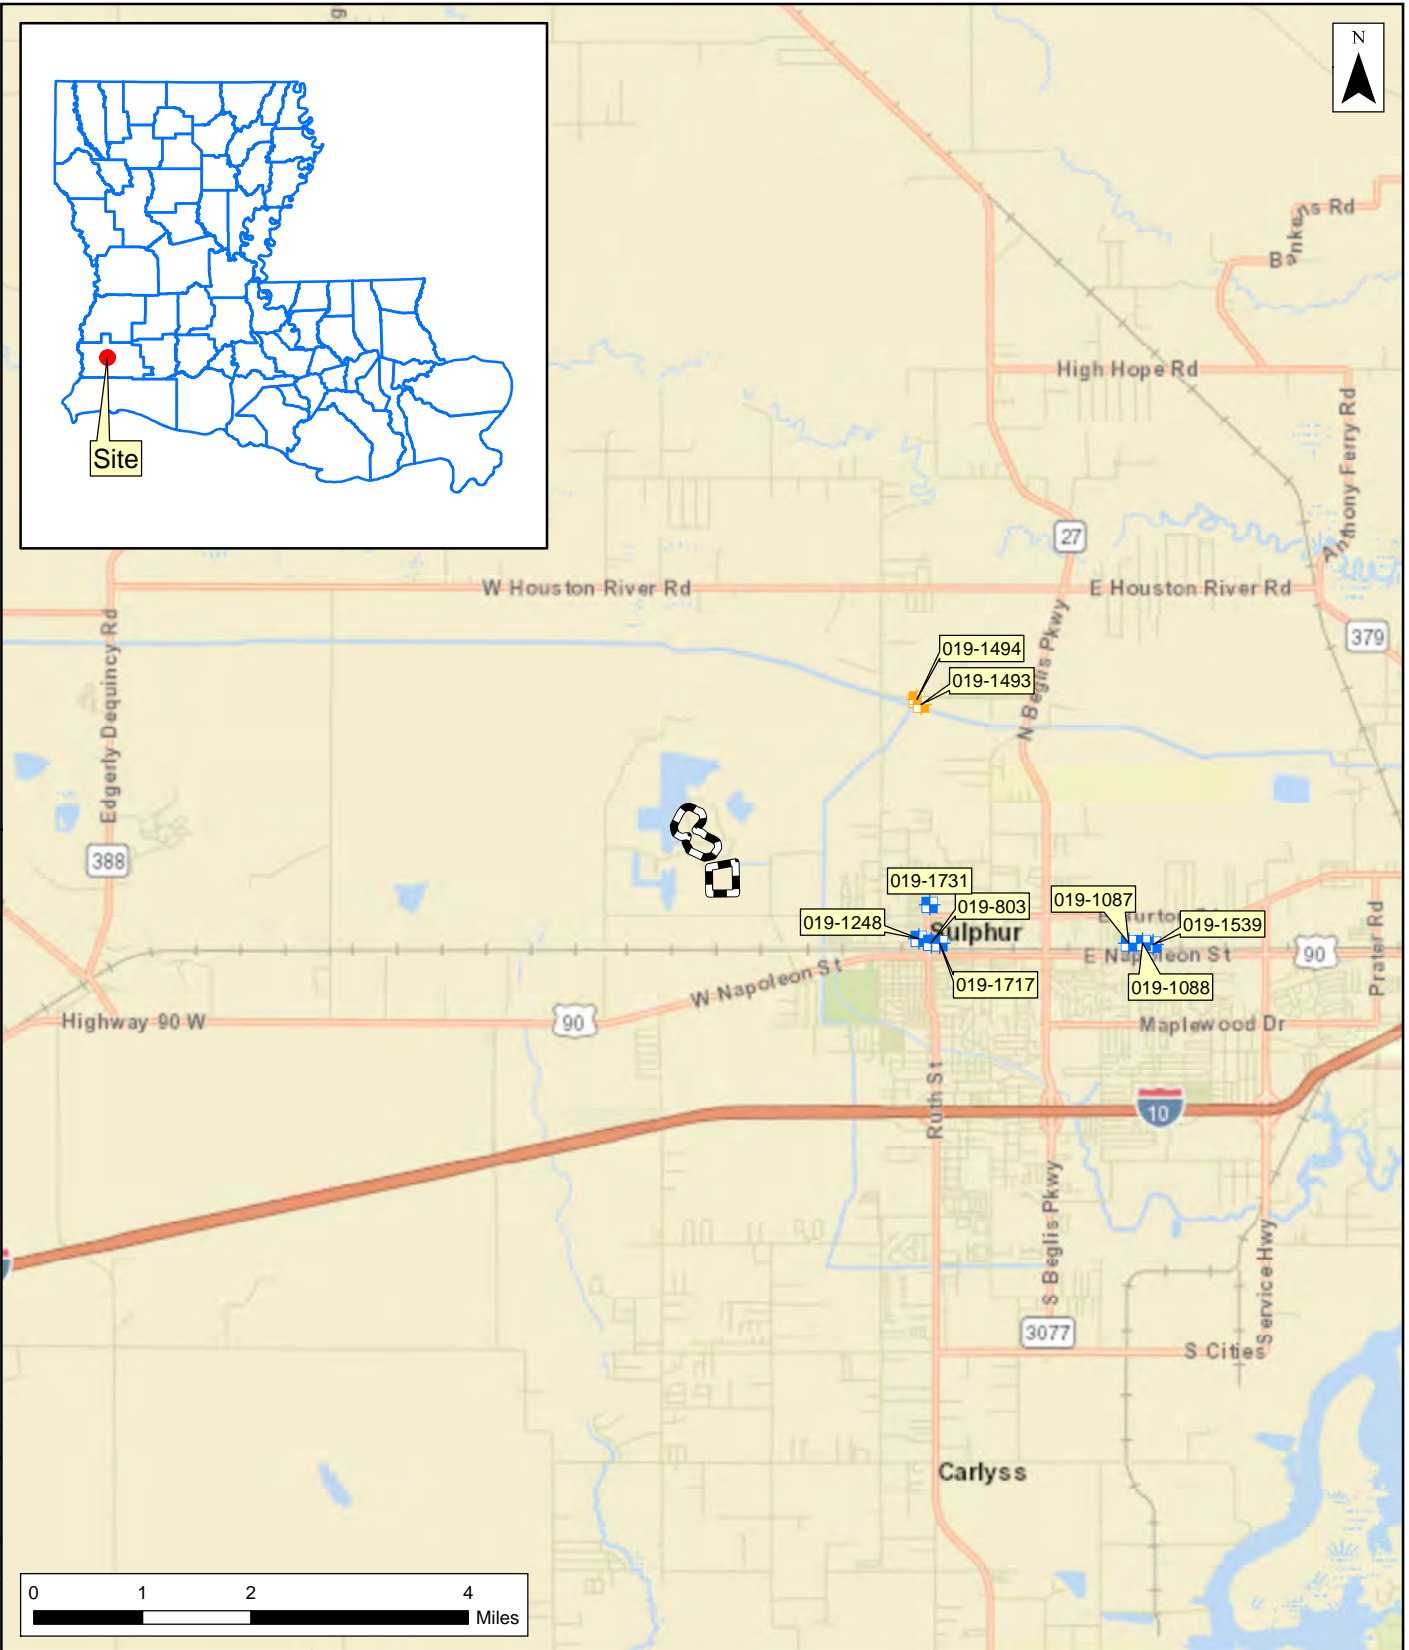 N
Site
Benkens Rd
High Hope Rd
Anthony Ferry Rd
27
W Houston River Rd
E Houston River Rd
379
Edgerly Dequincy Rd
N Beglis Pkwy
019-1494
019-1493
388
019-1731
019-803
019-1087
019-1248
Sulphur
019-1539
E Napoleon St
90
Prater Rd
W Napoleon St
019-1717
019-1088
Highway 90 W
90
Maplewood Dr
Ruth St
10
S Beglis Pkwy
Service Hwy
3077
S Cities
Carlyss
0 1 2 4
Miles